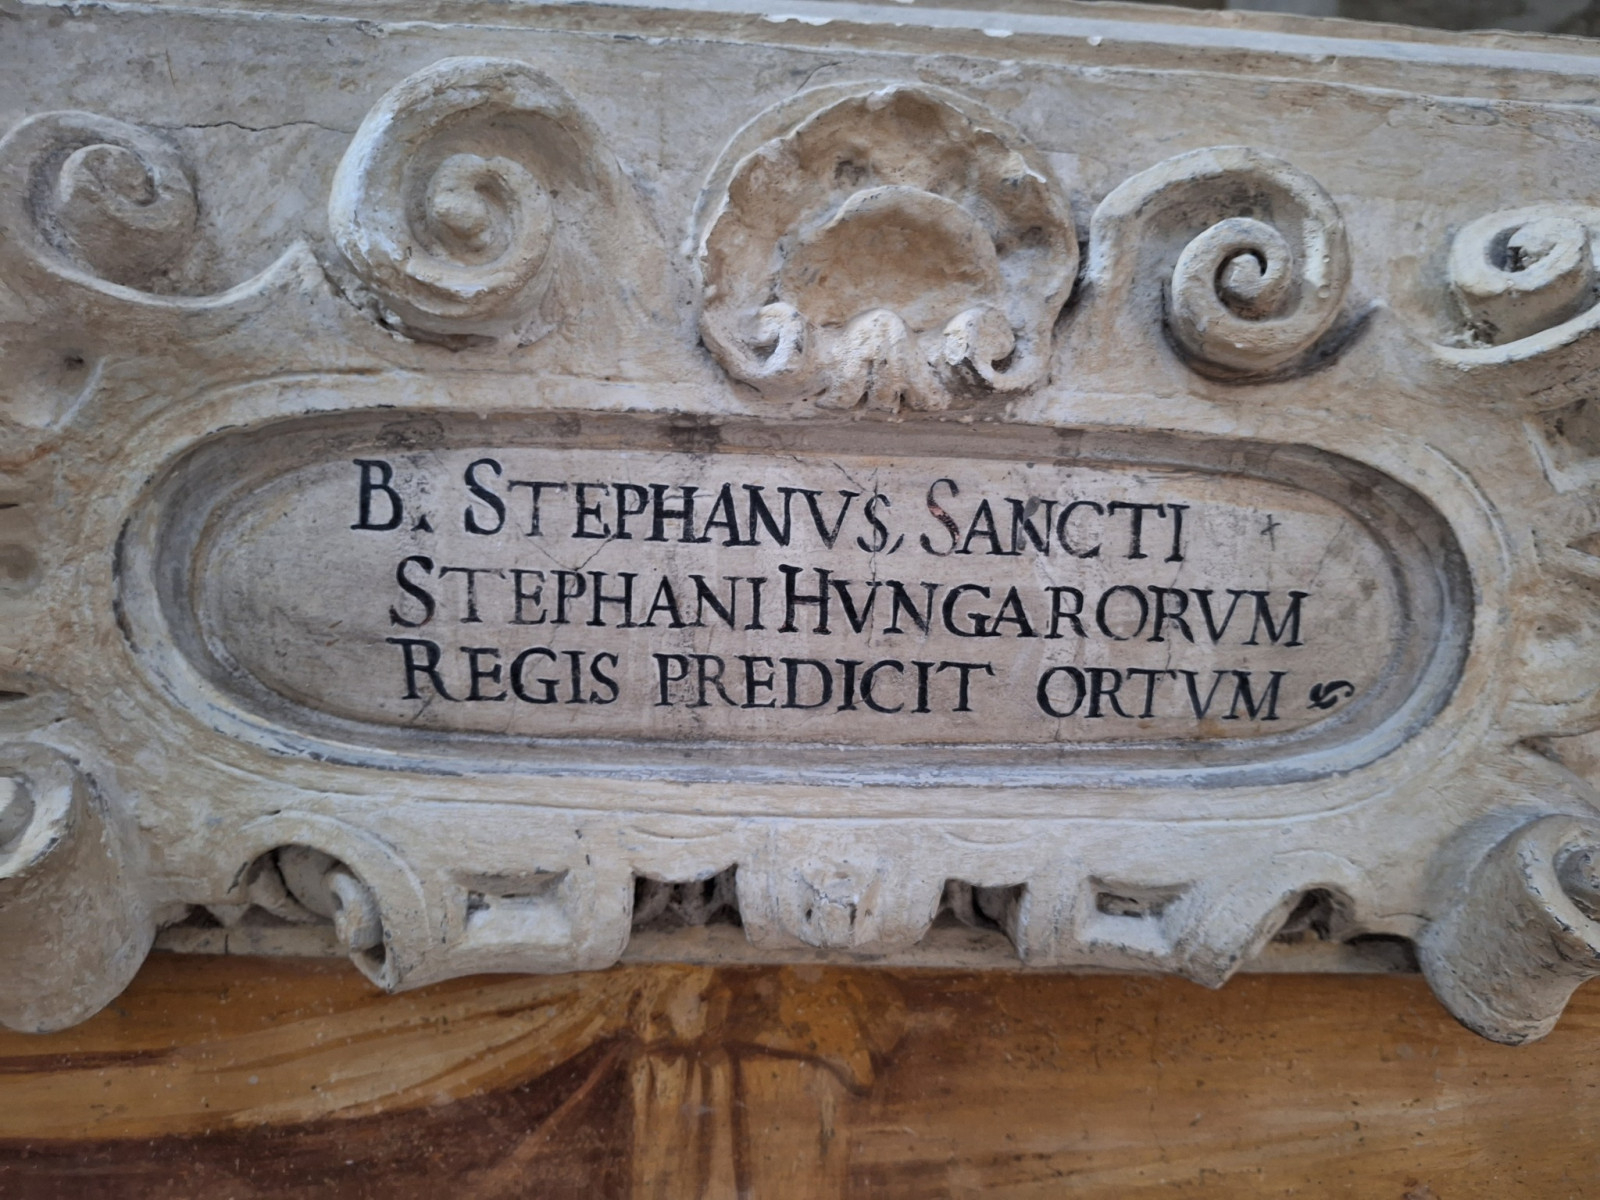 B. STEPHANVS, SANCTI
STEPHANI HVNGARORVM
REGIS PREDICIT ORTVM